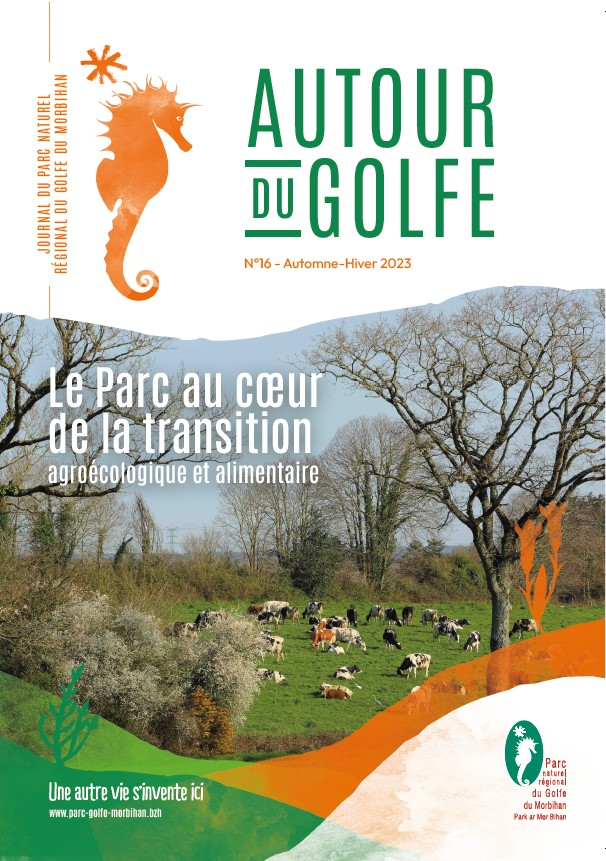 JOURNAL DU PARC NATUREL
RÉGIONAL DU GOLFE DU MORBIHAN
AUTOUR
DU GOLFE
N°16 - Automne-Hiver 2023
Le Parc au cœur
de la transition
agroécologique et alimentaire
Une autre vie s'invente ici
www.parc-golfe-morbihan.bzh
Parc
naturel
régional
du Golfe
du Morbihan
Park ar Mor Bihan